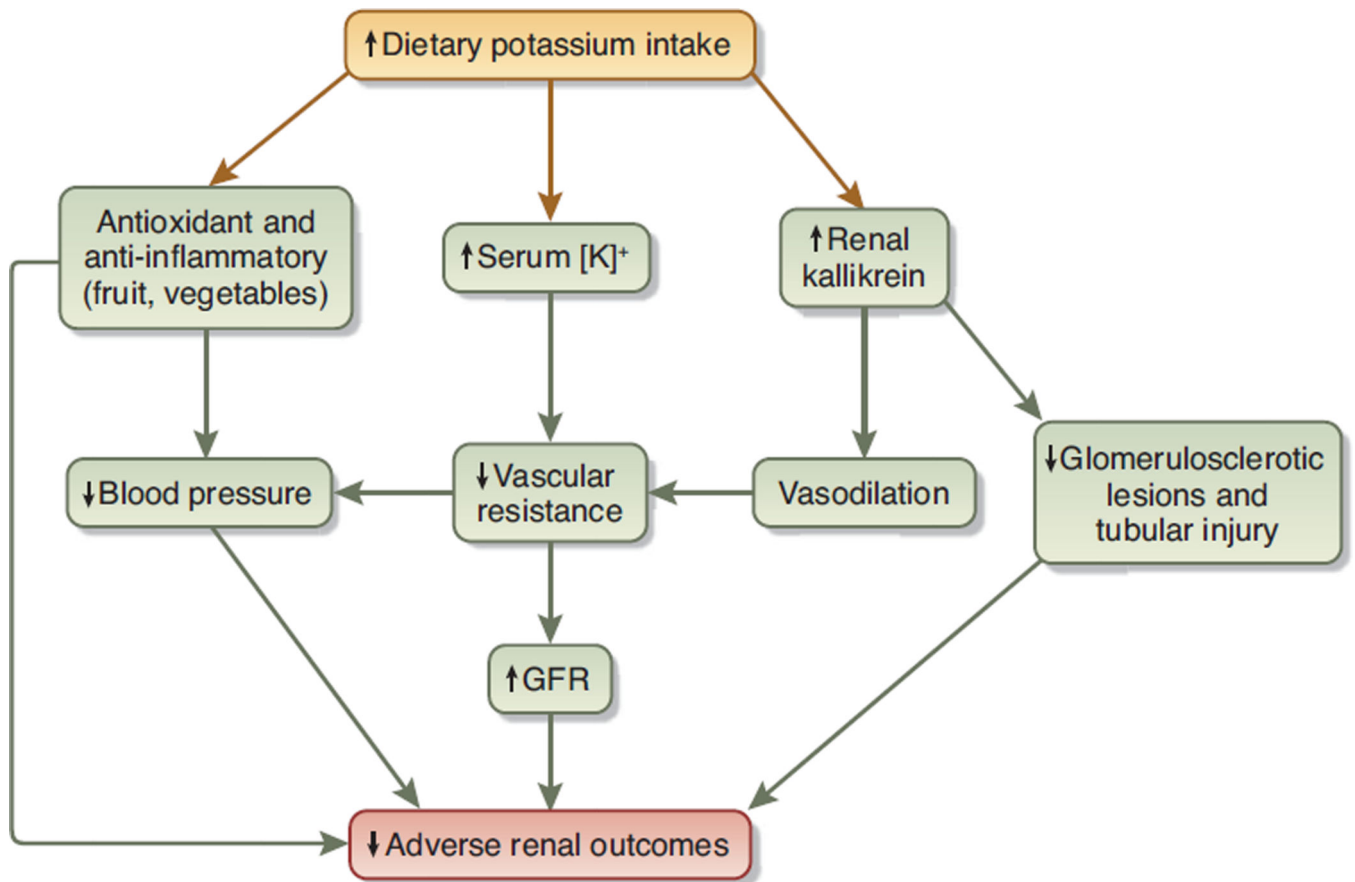 ↑Dietary potassium intake
Antioxidant and
anti-inflammatory
(fruit, vegetables)
↑Serum [K]⁺
↑Renal
kallikrein
↓Blood pressure
↓Vascular
resistance
Vasodilation
↓Glomerulosclerotic
lesions and
tubular injury
↑GFR
↓Adverse renal outcomes